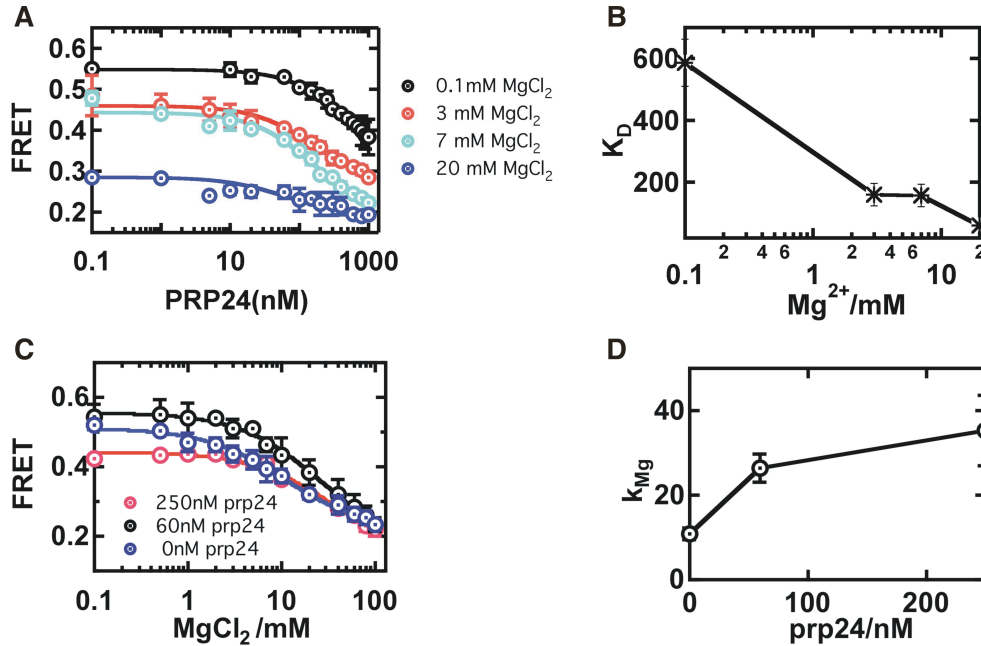 A
0.6
0.5
0.4
0.3
0.2
FRET
0.1
10
1000
PRP24(nM)
0.1mM MgCl2
3 mM MgCl2
7 mM MgCl2
20 mM MgCl2
B
600
400
200
KD
0.1
2
4
6
1
2
4
6
10
2
Mg2+/mM
C
0.6
0.4
0.2
FRET
250nM prp24
60nM prp24
0nM prp24
0.1
1
10
100
MgCl2 /mM
D
40
20
0
kMg
0
100
200
prp24/nM